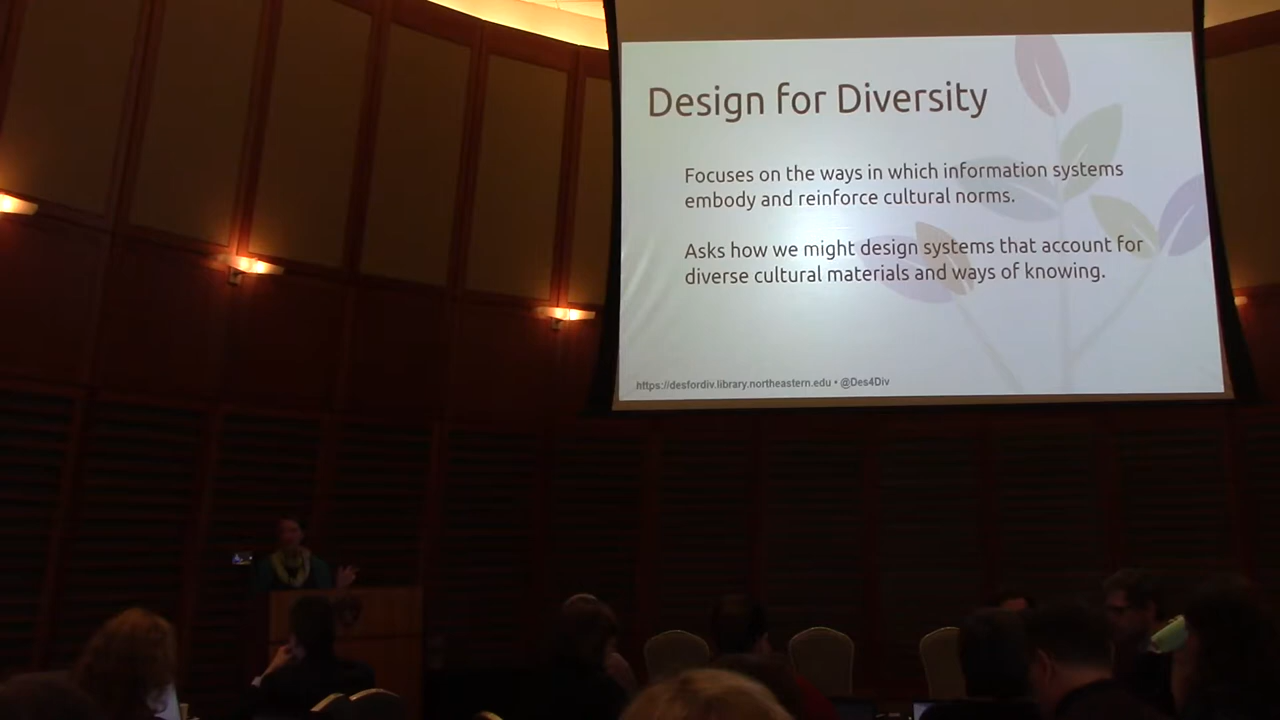 Design for Diversity
Focuses on the ways in which information systems
embody and reinforce cultural norms.
Asks how we might design systems that account for
diverse cultural materials and ways of knowing.
https://desfordiv.library.northeastern.edu • @Des4Div